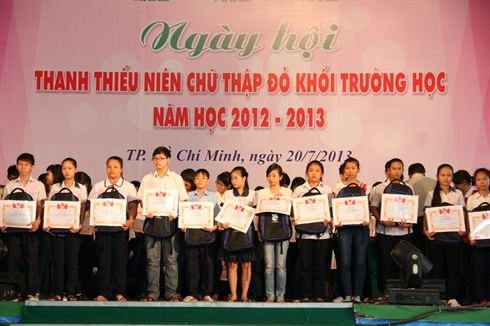 Ngày hội
THANH THIẾU NIÊN CHỮ THẬP ĐỎ KHỐI TRƯỜNG HỌC
NĂM HỌC 2012 - 2013
TP. Hồ Chí Minh, ngày 20/7/2013